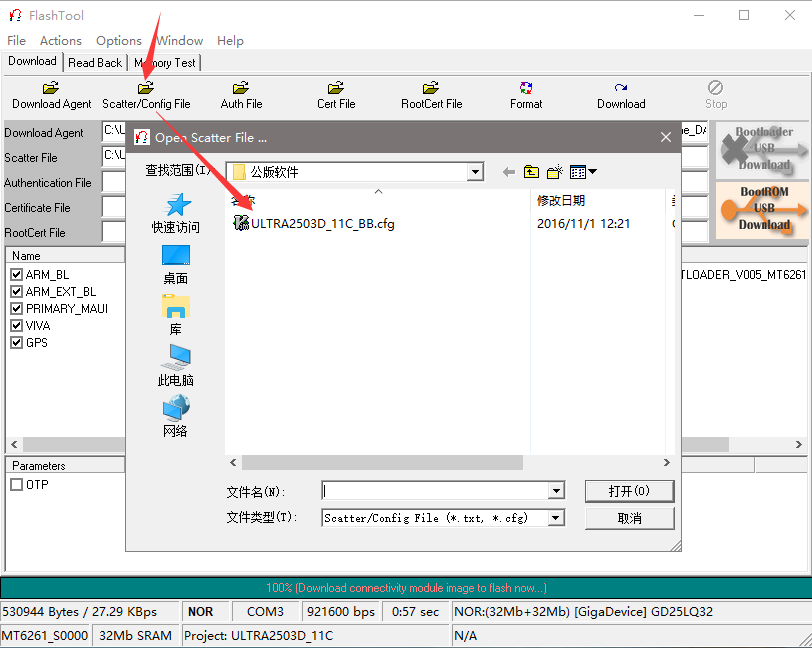 FlashTool
File Actions Options Window Help
Download Read Back Memory Test
Download Agent Scatter/Config File Auth File Cert File RootCert File Format Download Stop
Download Agent
Scatter File
Authentication File
Certificate File
RootCert File
Bootloader USB Download
BootROM USB Download
Name
ARM_BL
ARM_EXT_BL
PRIMARY_MAUI
VIVA
GPS
TLOADER_V005_MT6261
Open Scatter File ...
查找范围(I) 公版软件
快速访问
桌面
库
此电脑
网络
名称 修改日期
ULTRA2503D_11C_BB.cfg 2016/11/1 12:21
文件名(N): 打开(O)
文件类型(T): Scatter/Config File (*.txt, *.cfg) 取消
Parameters
OTP
100% (Download connectivity module image to flash now...)
530944 Bytes / 27.29 KBps NOR COM3 921600 bps 0:57 sec NOR:(32Mb+32Mb) [GigaDevice] GD25LQ32
MT6261_S0000 32Mb SRAM Project: ULTRA2503D_11C N/A